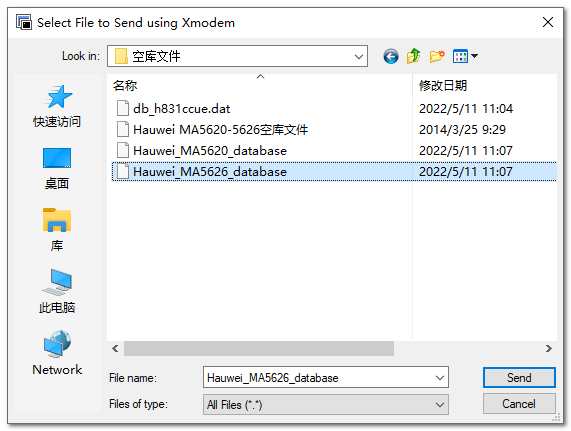 Select File to Send using Xmodem
Look in: 空库文件
名称 修改日期
db_h831ccue.dat 2022/5/11 11:04
Hauwei MA5620-5626空库文件 2014/3/25 9:29
Hauwei_MA5620_database 2022/5/11 11:07
Hauwei_MA5626_database 2022/5/11 11:07
快速访问
桌面
库
此电脑
Network
File name: Hauwei_MA5626_database Send
Files of type: All Files (*.*) Cancel